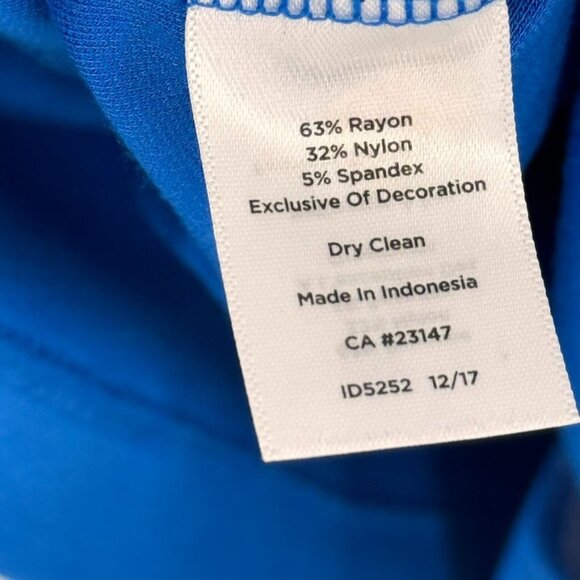 63% Rayon
32% Nylon
5% Spandex
Exclusive Of Decoration
Dry Clean
Made In Indonesia
CA #23147
ID5252 12/17